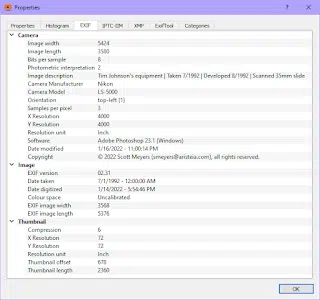 Properties
Properties Histogram EXIF IPTC-IIM XMP ExifTool Categories
Camera
Image width 5424
Image height 3580
Bits per sample 8
Photometric interpretation 2
Image description Tim Johnson's equipment | Taken 7/1992 | Developed 8/1992 | Scanned 35mm slide
Camera Manufacturer Nikon
Camera Model LS-5000
Orientation top-left (1)
Samples per pixel 3
X Resolution 4000
Y Resolution 4000
Resolution unit Inch
Software Adobe Photoshop 23.1 (Windows)
Date modified 1/16/2022 - 11:00:14 PM
Copyright © 2022 Scott Meyers (smeyers@aristeia.com), all rights reserved.
Image
EXIF version 02.31
Date taken 7/1/1992 - 12:00:00 AM
Date digitized 1/14/2022 - 5:54:46 PM
Colour space Uncalibrated
EXIF image width 3568
EXIF image length 5376
Thumbnail
Compression 6
X Resolution 72
Y Resolution 72
Resolution unit Inch
Thumbnail offset 678
Thumbnail length 2360
OK